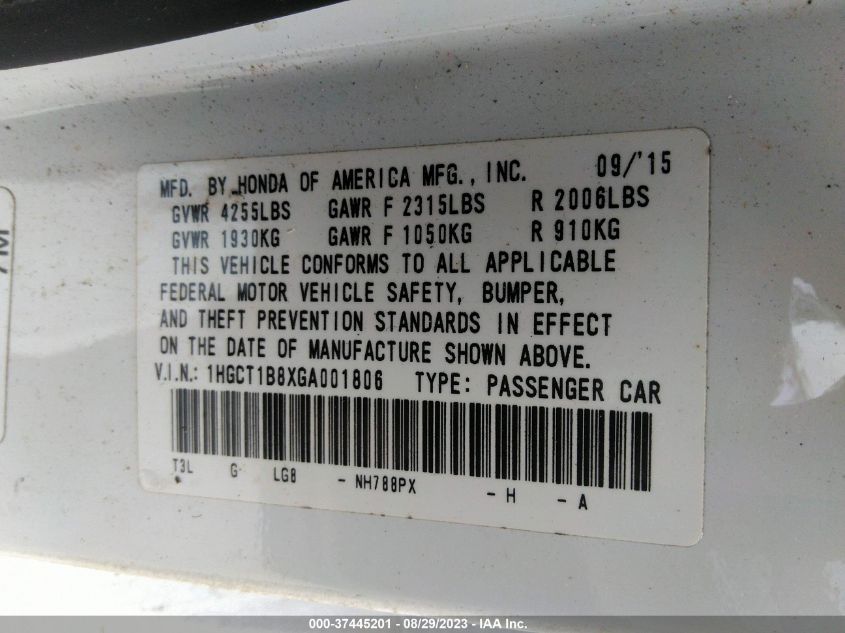 MFD. BY HONDA OF AMERICA MFG., INC. 09/'15
GVWR 4255LBS GAWR F 2315LBS R 2006LBS
GVWR 1930KG GAWR F 1050KG R 910KG
THIS VEHICLE CONFORMS TO ALL APPLICABLE
FEDERAL MOTOR VEHICLE SAFETY, BUMPER,
AND THEFT PREVENTION STANDARDS IN EFFECT
ON THE DATE OF MANUFACTURE SHOWN ABOVE.
V.I.N.: 1HGCT1B8XGA001806 TYPE: PASSENGER CAR
T3L G LG8 - NH788PX - H - A
000-37445201 - 08/29/2023 - IAA Inc.